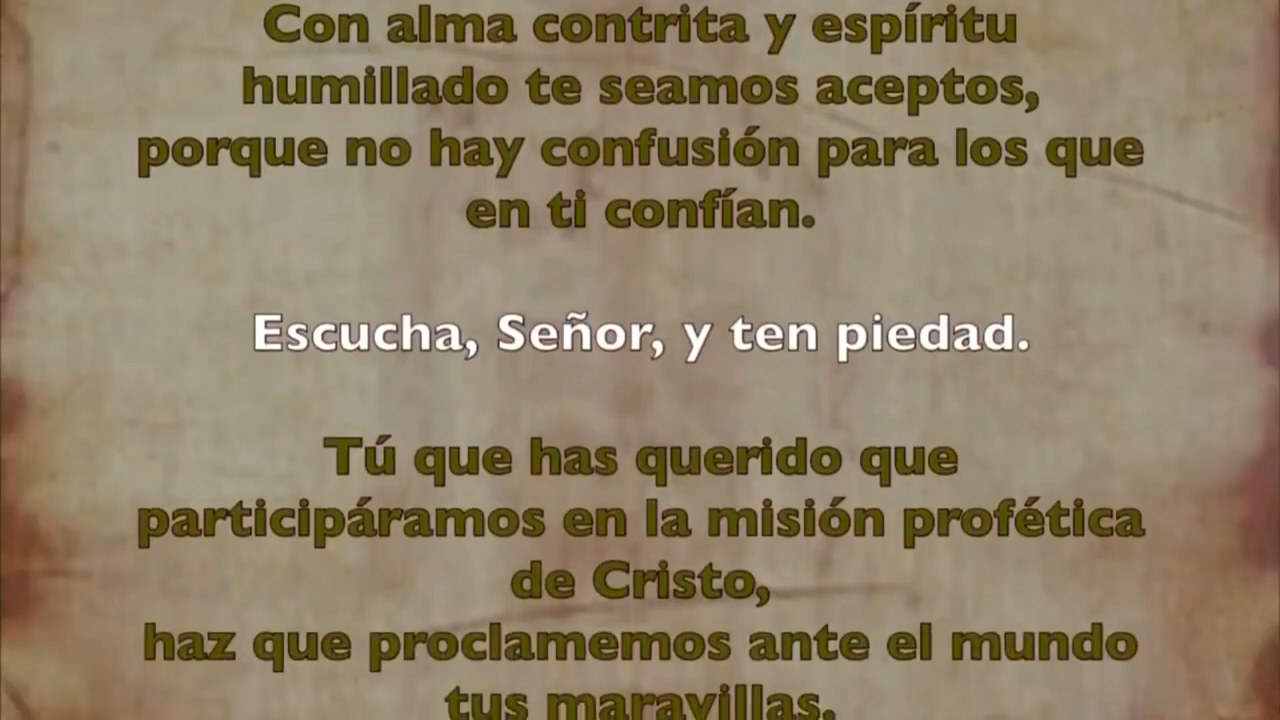 Con alma contrita y espíritu
humillado te seamos aceptos,
porque no hay confusión para los que
en ti confían.
Escucha, Señor, y ten piedad.
Tú que has querido que
participáramos en la misión profética
de Cristo,
haz que proclamemos ante el mundo
tus maravillas.